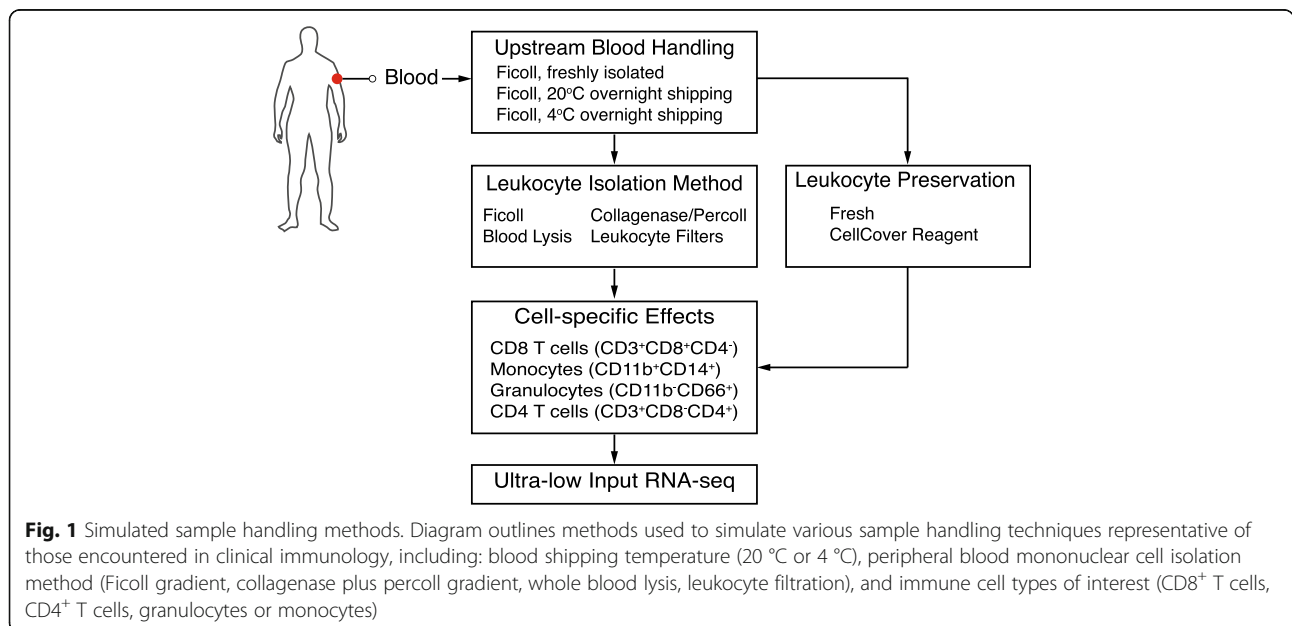 Blood
Upstream Blood Handling
Ficoll, freshly isolated
Ficoll, 20°C overnight shipping
Ficoll, 4°C overnight shipping
Leukocyte Isolation Method
Ficoll Collagenase/Percoll
Blood Lysis Leukocyte Filters
Leukocyte Preservation
Fresh
CellCover Reagent
Cell-specific Effects
CD8 T cells (CD3⁺CD8⁺CD4⁻)
Monocytes (CD11b⁺CD14⁺)
Granulocytes (CD11b⁻CD66⁺)
CD4 T cells (CD3⁺CD8⁻CD4⁺)
Ultra-low Input RNA-seq
Fig. 1 Simulated sample handling methods. Diagram outlines methods used to simulate various sample handling techniques representative of
those encountered in clinical immunology, including: blood shipping temperature (20 °C or 4 °C), peripheral blood mononuclear cell isolation
method (Ficoll gradient, collagenase plus percoll gradient, whole blood lysis, leukocyte filtration), and immune cell types of interest (CD8⁺ T cells,
CD4⁺ T cells, granulocytes or monocytes)